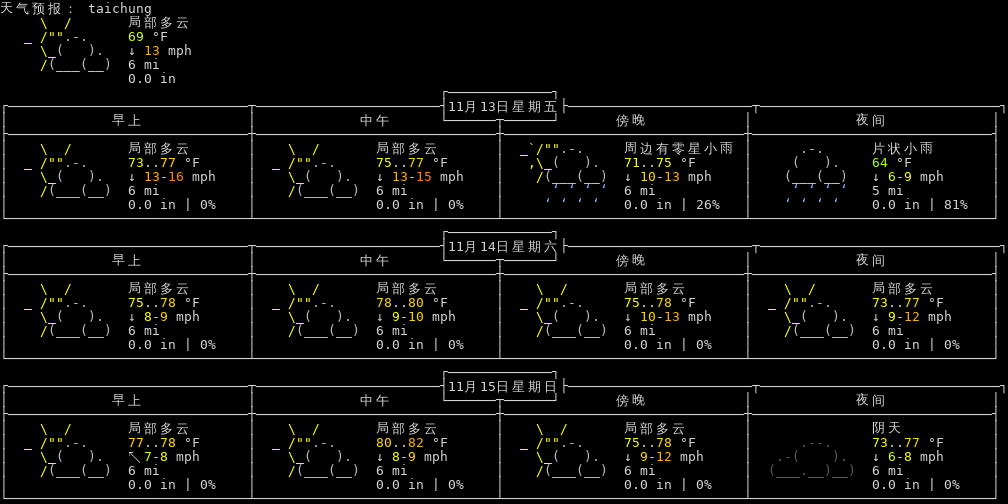 天气预报： taichung
局部多云
69 °F
↓ 13 mph
6 mi
0.0 in
11月13日星期五
早上 中午 傍晚 夜间
局部多云 局部多云 周边有零星小雨 片状小雨
73..77 °F 75..77 °F 71..75 °F 64 °F
↓ 13-16 mph ↓ 13-15 mph ↓ 10-13 mph ↓ 6-9 mph
6 mi 6 mi 6 mi 5 mi
0.0 in | 0% 0.0 in | 0% 0.0 in | 26% 0.0 in | 81%
11月14日星期六
早上 中午 傍晚 夜间
局部多云 局部多云 局部多云 局部多云
75..78 °F 78..80 °F 75..78 °F 73..77 °F
↓ 8-9 mph ↓ 9-10 mph ↓ 10-13 mph ↓ 9-12 mph
6 mi 6 mi 6 mi 6 mi
0.0 in | 0% 0.0 in | 0% 0.0 in | 0% 0.0 in | 0%
11月15日星期日
早上 中午 傍晚 夜间
局部多云 局部多云 局部多云 阴天
77..78 °F 80..82 °F 75..78 °F 73..77 °F
↖ 7-8 mph ↓ 8-9 mph ↓ 9-12 mph ↓ 6-8 mph
6 mi 6 mi 6 mi 6 mi
0.0 in | 0% 0.0 in | 0% 0.0 in | 0% 0.0 in | 0%